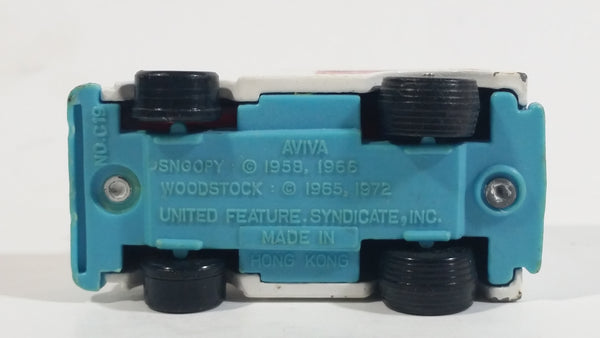 NO.C19
AVIVA
SNOOPY : © 1958, 1966
WOODSTOCK : © 1965, 1972
UNITED FEATURE.SYNDICATE,INC.
MADE IN
HONG KONG